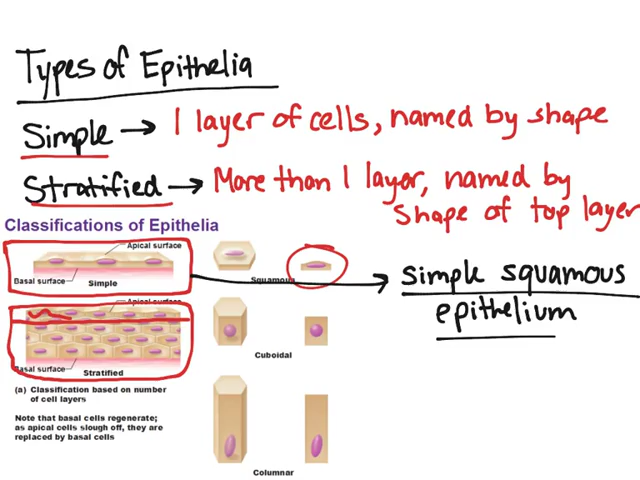 Types of Epithelia
Simple → 1 layer of cells, named by shape
Stratified → More than 1 layer, named by
shape of top layer
Classifications of Epithelia
Apical surface
Basal surface
Simple
Squamous
simple squamous
epithelium
Apical surface
Basal surface
Stratified
Cuboidal
(a) Classification based on number
of cell layers
Note that basal cells regenerate;
as apical cells slough off, they are
replaced by basal cells
Columnar